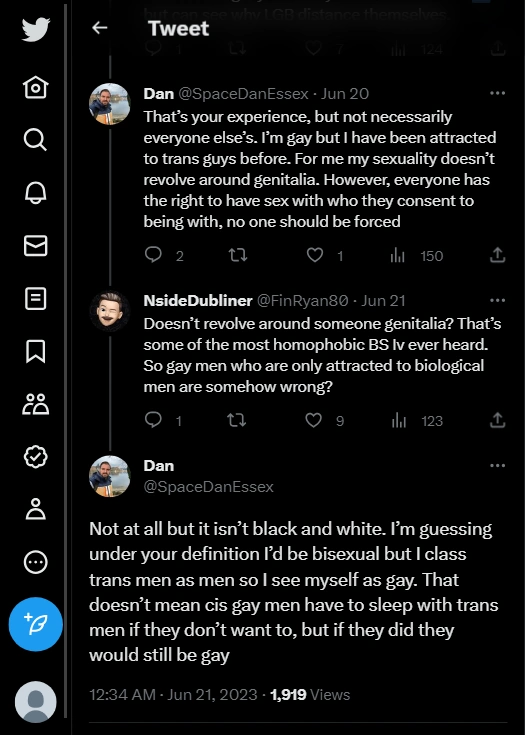 but can see why LGB distance themselves
Tweet
7
124
Dan @SpaceDanEssex · Jun 20
That's your experience, but not necessarily
everyone else's. I'm gay but I have been attracted
to trans guys before. For me my sexuality doesn't
revolve around genitalia. However, everyone has
the right to have sex with who they consent to
being with, no one should be forced
2
1
150
NsideDubliner @FinRyan80 · Jun 21
Doesn't revolve around someone genitalia? That's
some of the most homophobic BS Iv ever heard.
So gay men who are only attracted to biological
men are somehow wrong?
1
9
123
Dan
@SpaceDanEssex
Not at all but it isn't black and white. I'm guessing
under your definition I'd be bisexual but I class
trans men as men so I see myself as gay. That
doesn't mean cis gay men have to sleep with trans
men if they don't want to, but if they did they
would still be gay
12:34 AM · Jun 21, 2023 · 1,919 Views